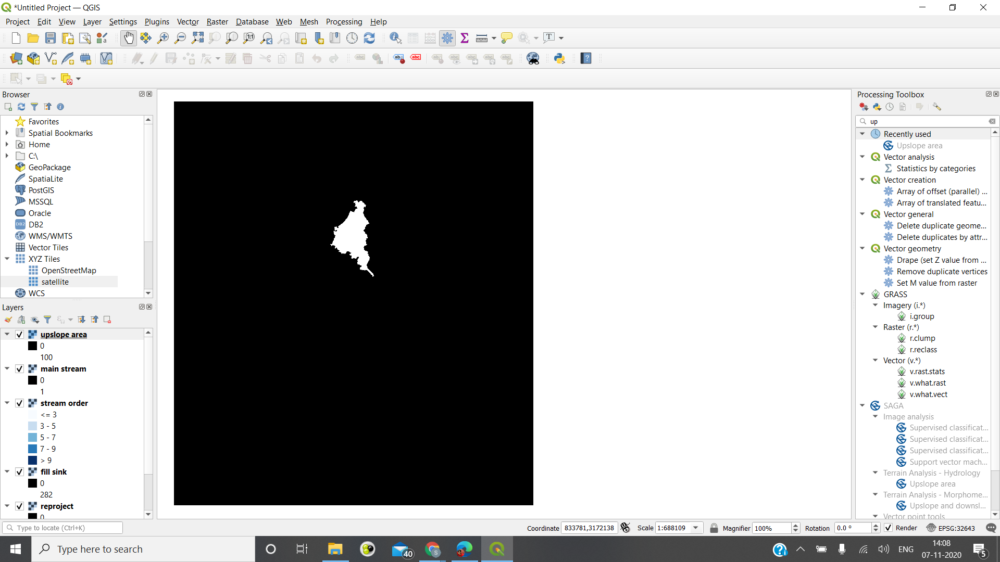 *Untitled Project — QGIS
Project Edit View Layer Settings Plugins Vector Raster Database Web Mesh Processing Help
Browser
Favorites
Spatial Bookmarks
Home
C:\
GeoPackage
SpatiaLite
PostGIS
MSSQL
Oracle
DB2
WMS/WMTS
Vector Tiles
XYZ Tiles
OpenStreetMap
satellite
WCS
Layers
upslope area
0
100
main stream
0
1
stream order
<= 3
3 - 5
5 - 7
7 - 9
> 9
fill sink
0
282
reproject
0
Processing Toolbox
up
Recently used
Upslope area
Vector analysis
Statistics by categories
Vector creation
Array of offset (parallel) ...
Array of translated featu...
Vector general
Delete duplicate geome...
Delete duplicates by attr...
Vector geometry
Drape (set Z value from ...
Remove duplicate vertices
Set M value from raster
GRASS
Imagery (i.*)
i.group
Raster (r.*)
r.clump
r.reclass
Vector (v.*)
v.rast.stats
v.what.rast
v.what.vect
SAGA
Image analysis
Supervised classificat...
Supervised classificat...
Supervised classificat...
Support vector mach...
Terrain Analysis - Hydrology
Upslope area
Terrain Analysis - Morphome...
Upslope and downsl...
Vector point tools
Type to locate (Ctrl+K)
Coordinate 833781,3172138 Scale 1:688109 Magnifier 100% Rotation 0.0 ° Render EPSG:32643
Type here to search
40
ENG
14:08
07-11-2020
5